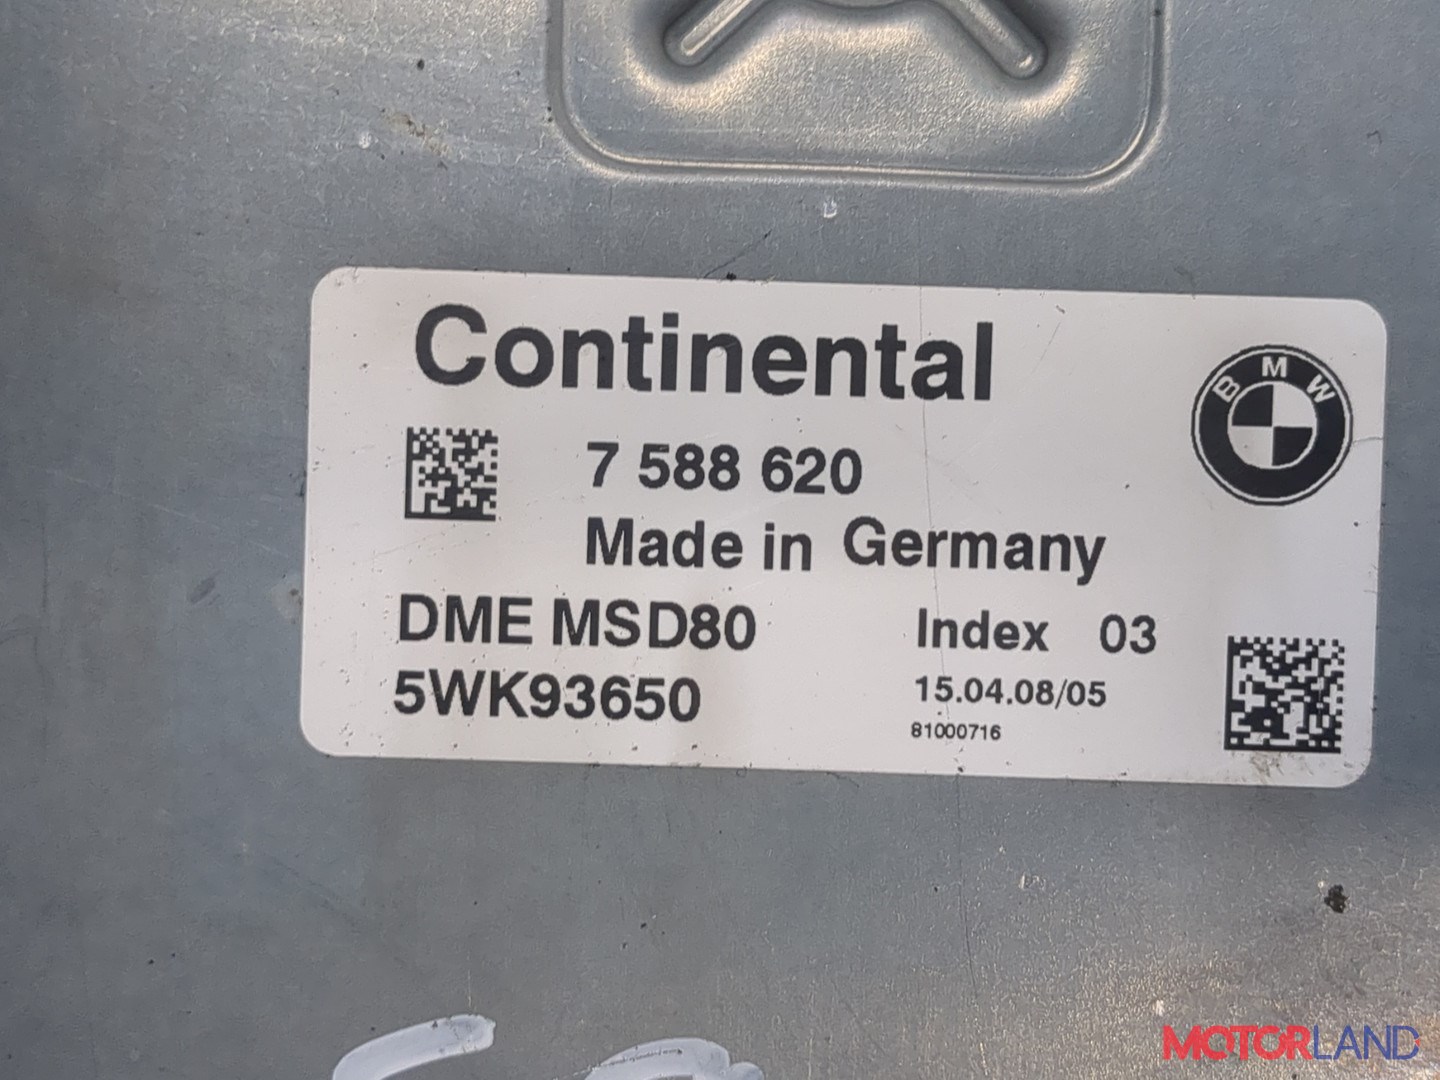 Continental
BMW
7 588 620
Made in Germany
DME MSD80 Index 03
5WK93650 15.04.08/05
81000716
MOTORLAND